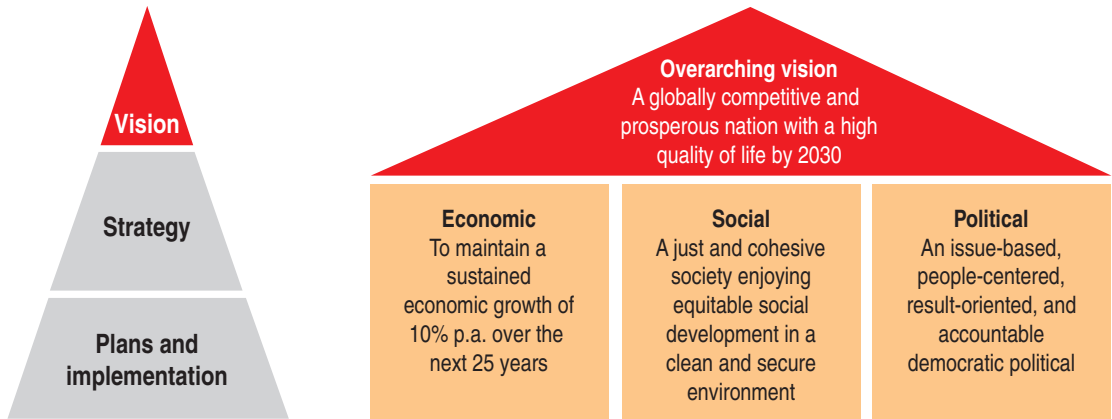 Vision
Strategy
Plans and
implementation
Overarching vision
A globally competitive and
prosperous nation with a high
quality of life by 2030
Economic
To maintain a
sustained
economic growth of
10% p.a. over the
next 25 years
Social
A just and cohesive
society enjoying
equitable social
development in a
clean and secure
environment
Political
An issue-based,
people-centered,
result-oriented, and
accountable
democratic political